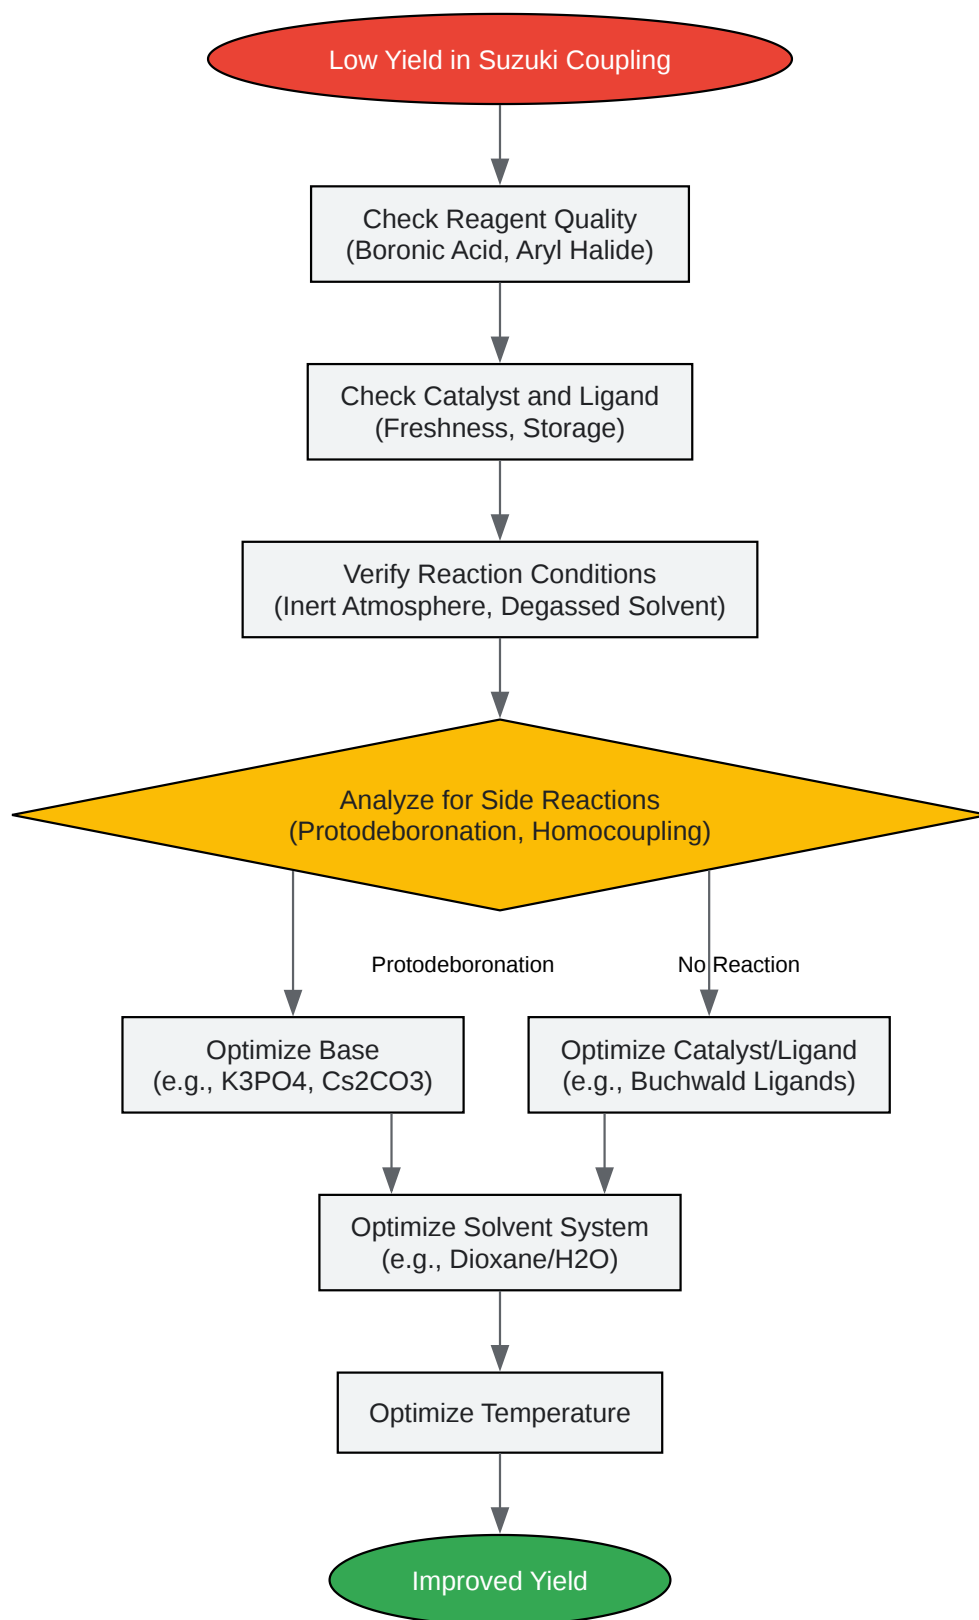 Low Yield in Suzuki Coupling
Check Reagent Quality
(Boronic Acid, Aryl Halide)
Check Catalyst and Ligand
(Freshness, Storage)
Verify Reaction Conditions
(Inert Atmosphere, Degassed Solvent)
Analyze for Side Reactions
(Protodeboronation, Homocoupling)
Protodeboronation
No Reaction
Optimize Base
(e.g., K3PO4, Cs2CO3)
Optimize Catalyst/Ligand
(e.g., Buchwald Ligands)
Optimize Solvent System
(e.g., Dioxane/H2O)
Optimize Temperature
Improved Yield